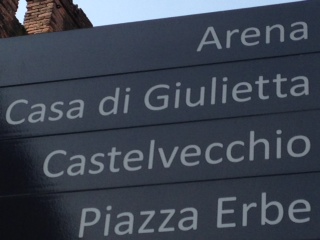 Arena
Casa di Giulietta
Castelvecchio
Piazza Erbe